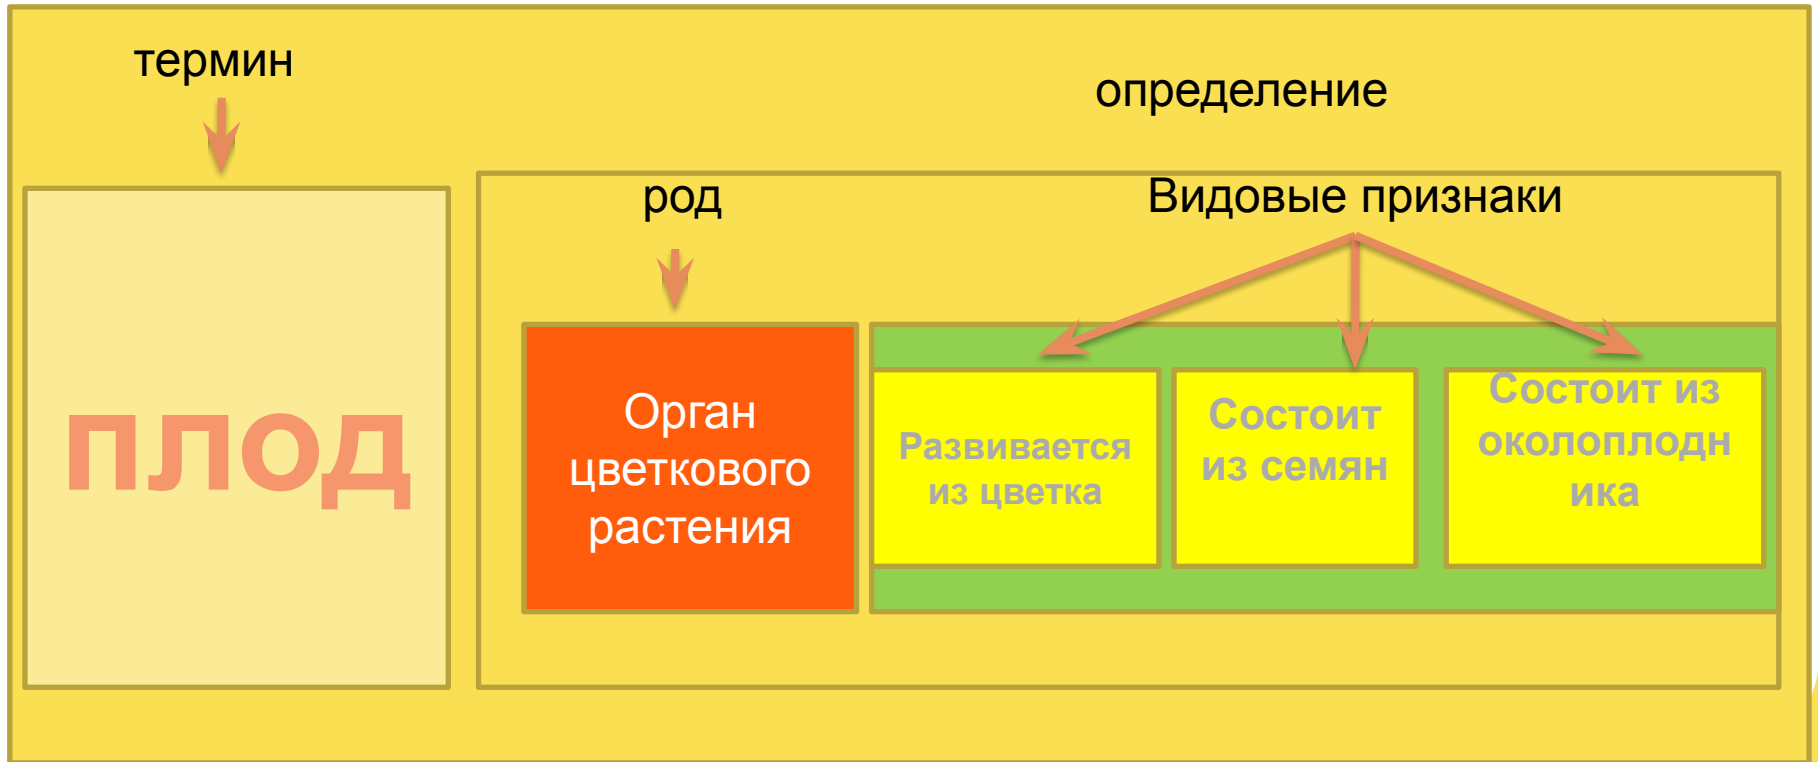 термин
определение
род
Видовые признаки
плод
Орган
цветкового
растения
Развивается
из цветка
Состоит
из семян
Состоит из
околоплодн
ика